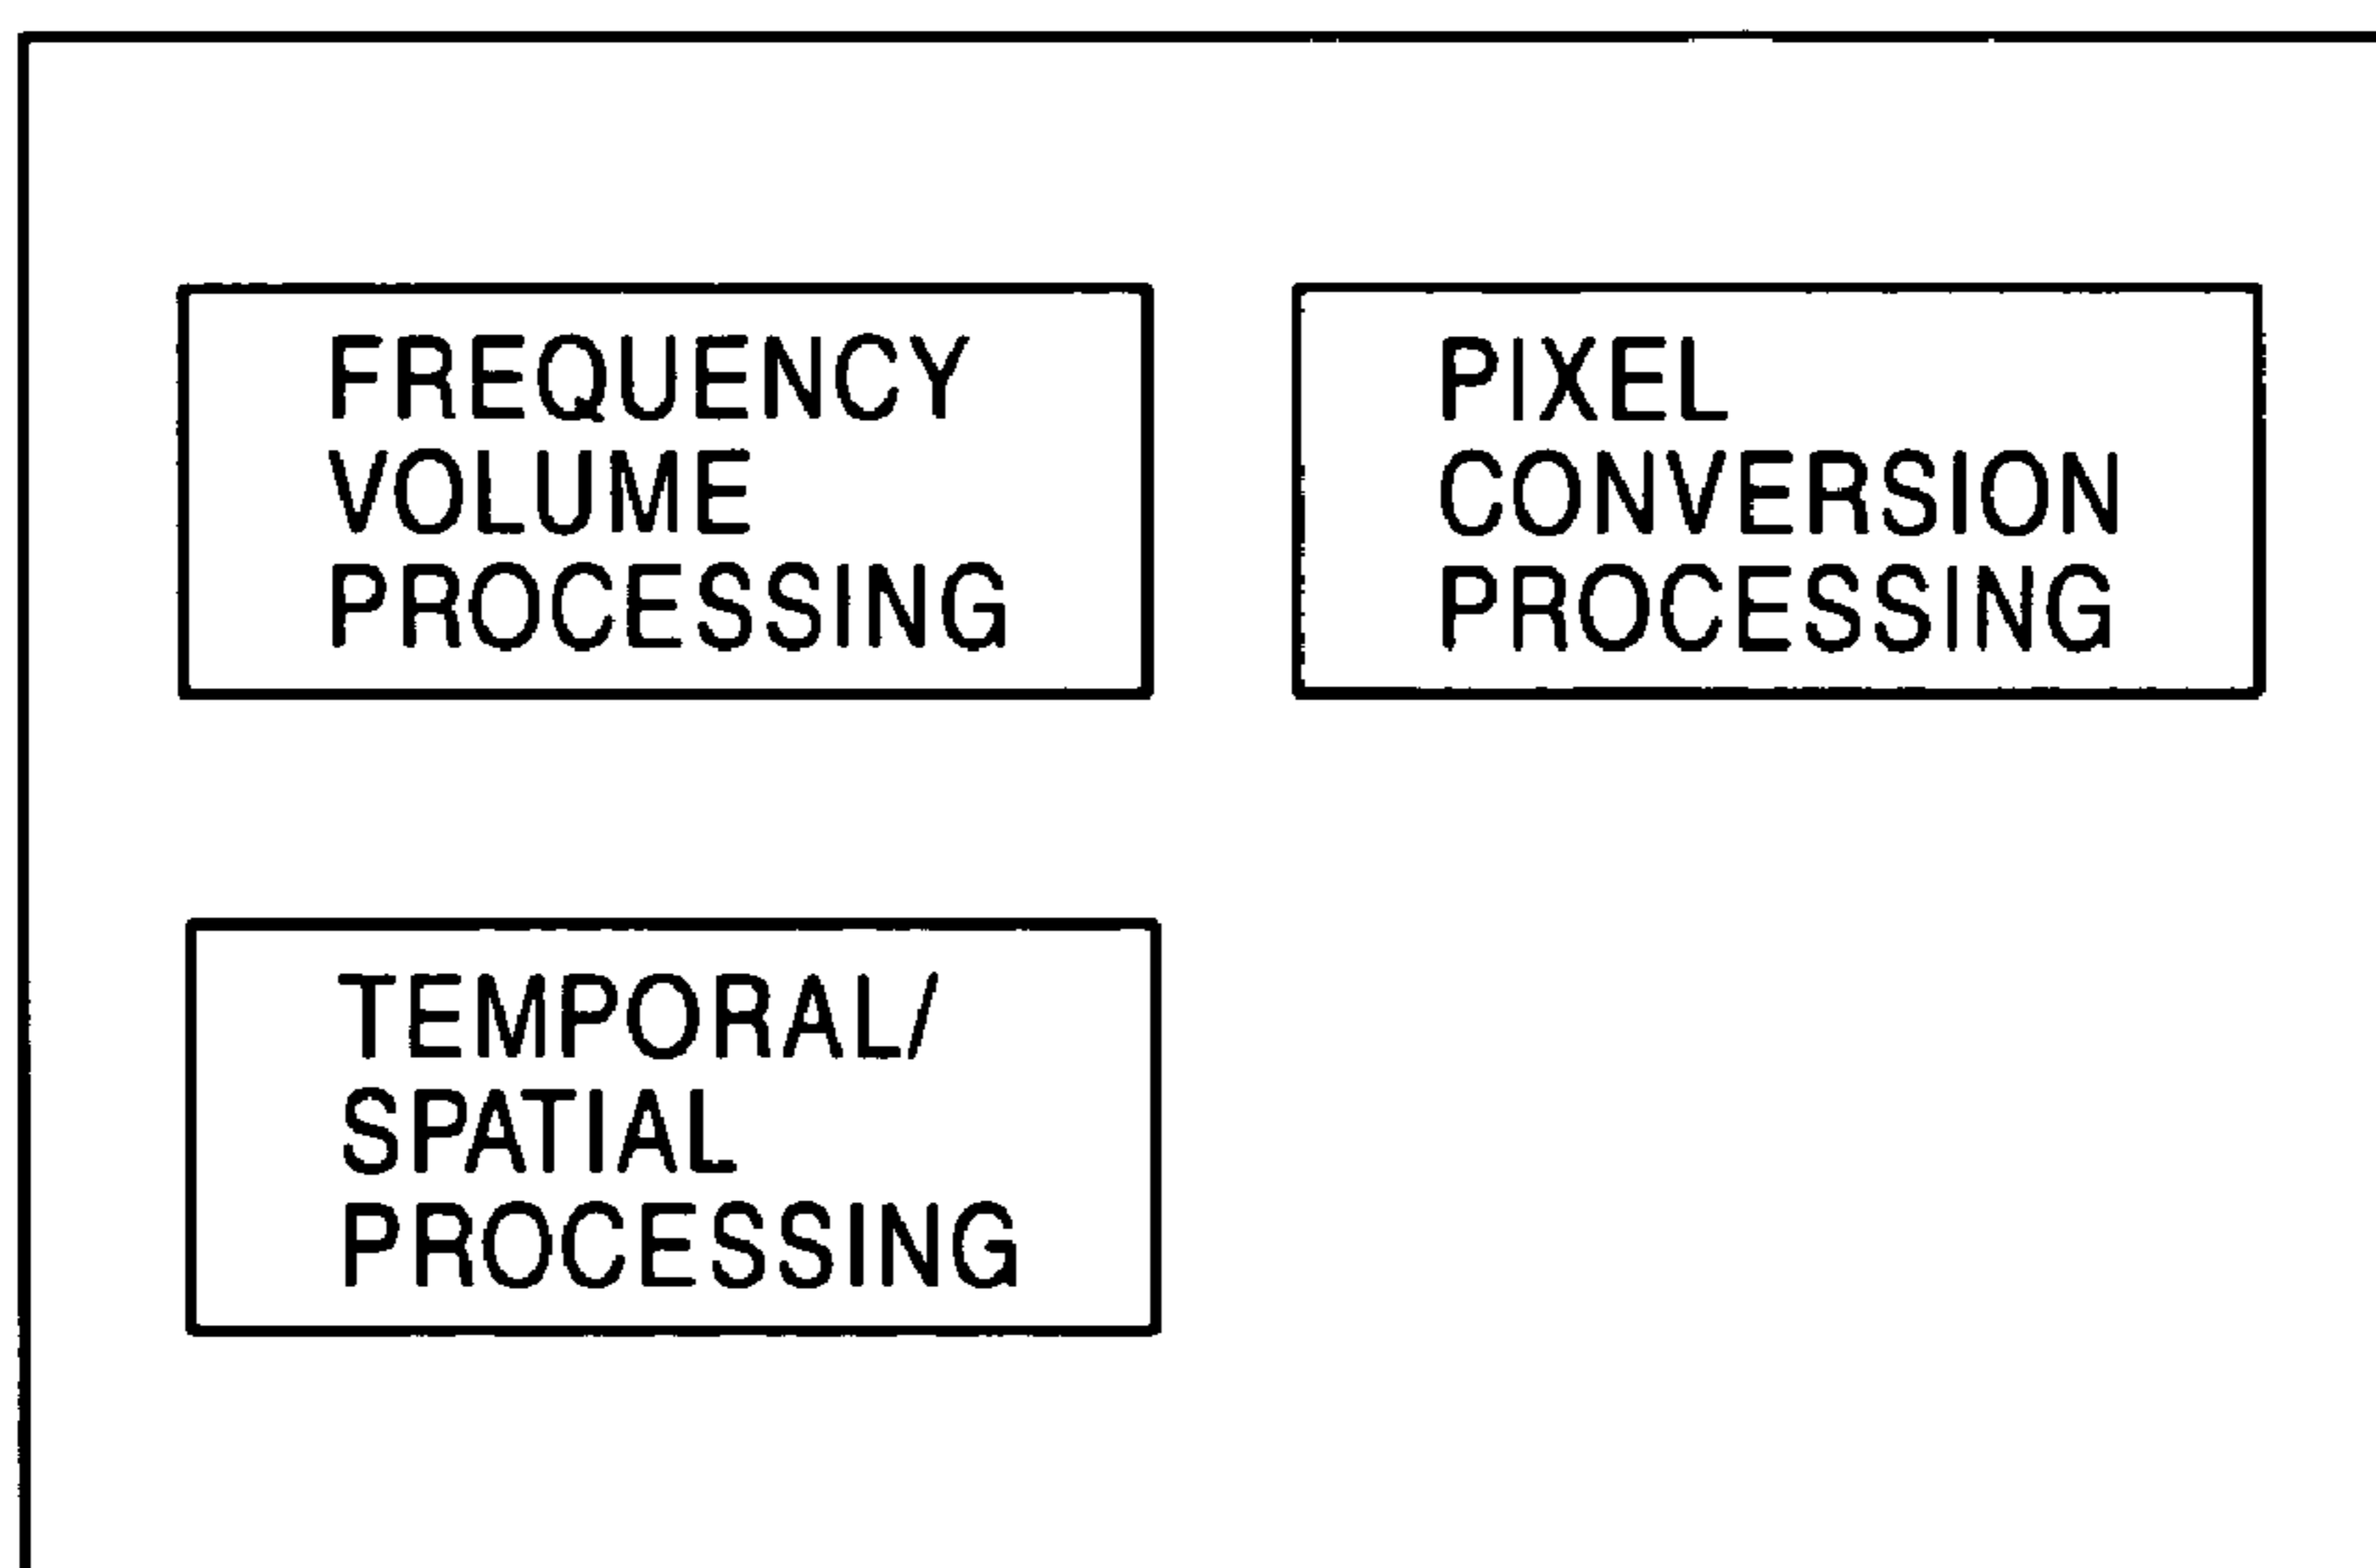 FREQUENCY
VOLUME
PROCESSING
PIXEL
CONVERSION
PROCESSING
TEMPORAL/
SPATIAL
PROCESSING